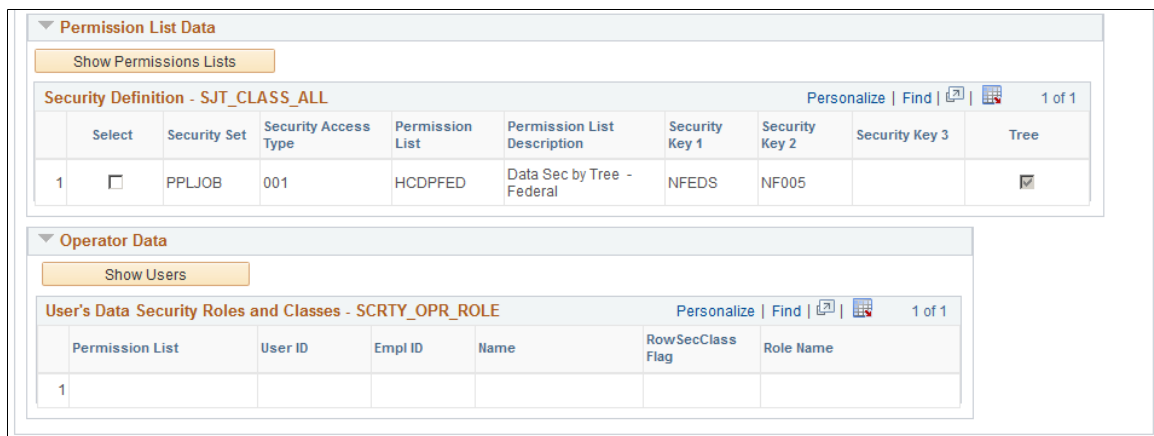 Permission List Data
Show Permissions Lists
Security Definition - SJT_CLASS_ALL Personalize | Find | | 1 of 1
Select Security Set Security Access Type Permission List Permission List Description Security Key 1 Security Key 2 Security Key 3 Tree
1 PPLJOB 001 HCDPFED Data Sec by Tree - Federal NFEDS NF005
Operator Data
Show Users
User's Data Security Roles and Classes - SCRTY_OPR_ROLE Personalize | Find | | 1 of 1
Permission List User ID Empl ID Name RowSecClass Flag Role Name
1